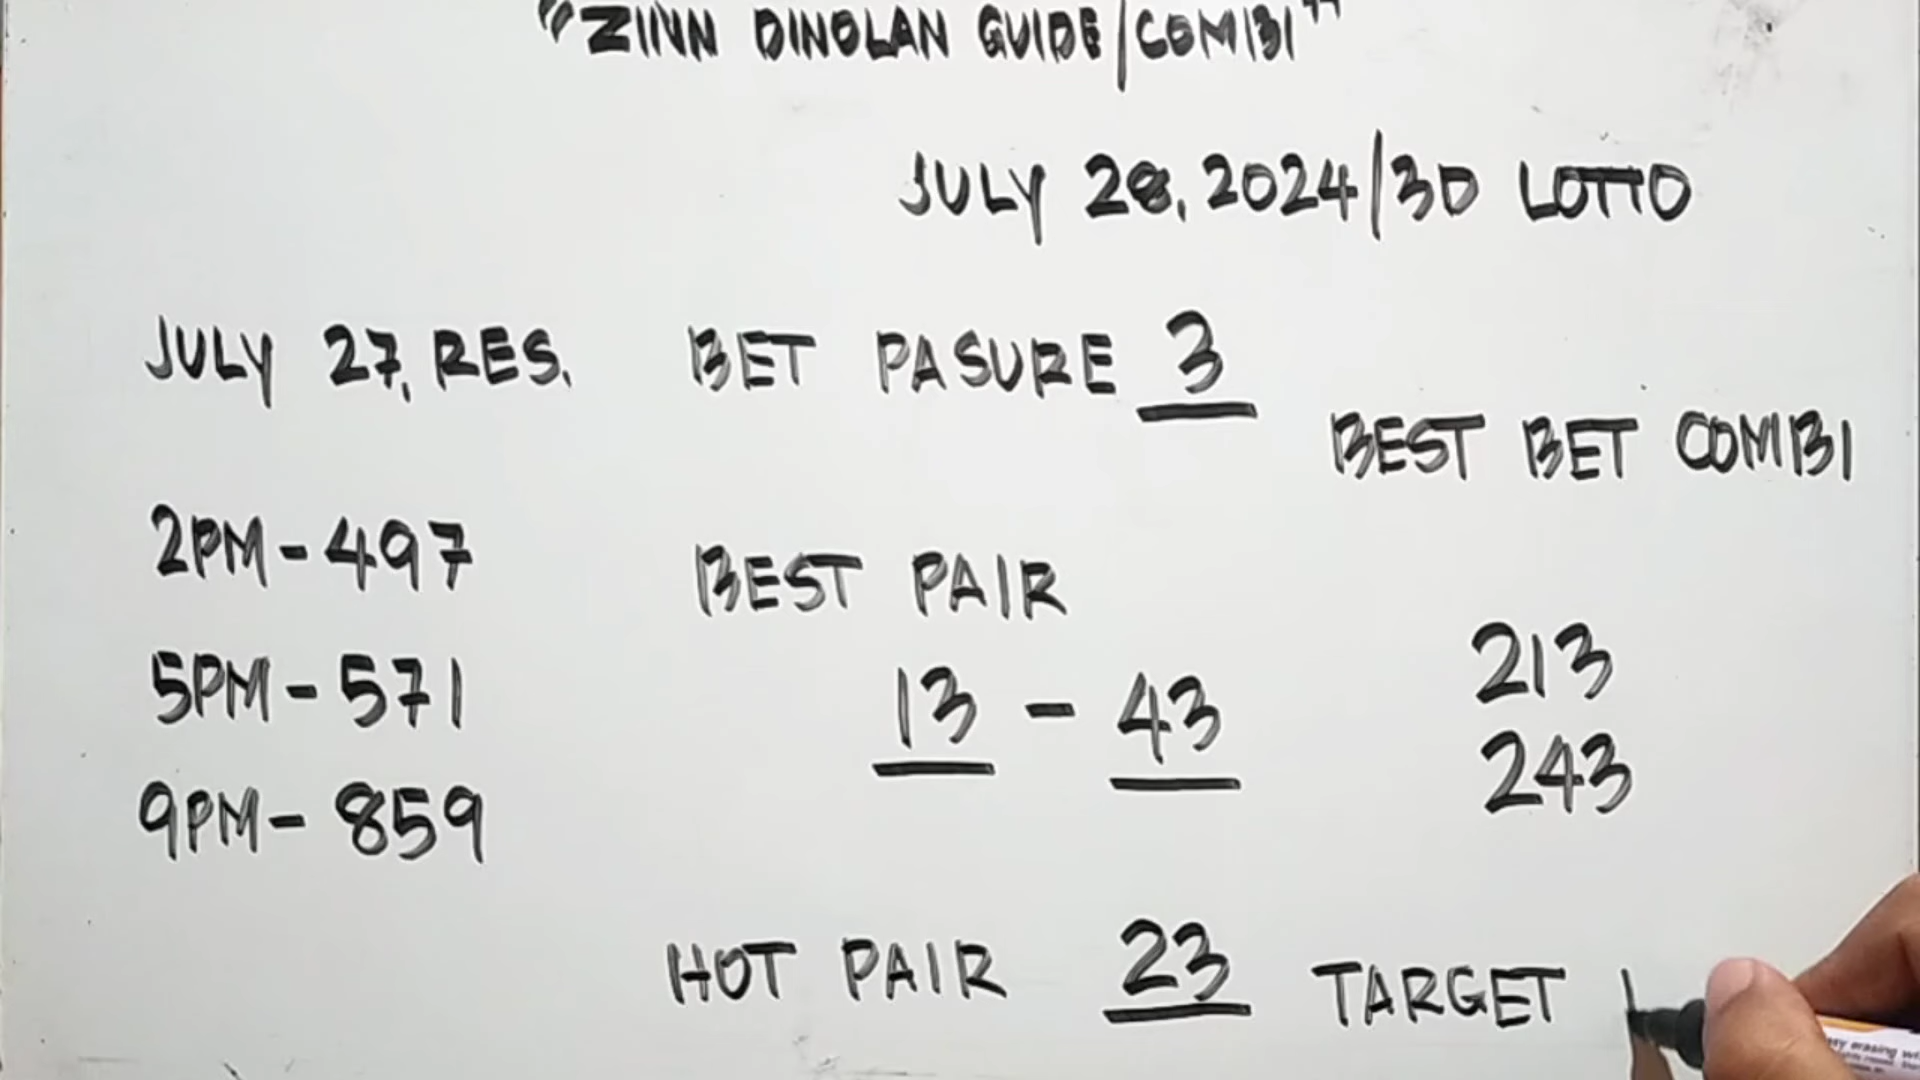 "ZINN DINOLAN GUIDE/COMBI"
JULY 28, 2024/3D LOTTO
JULY 27, RES.
2PM - 497
5PM - 571
9PM - 859
BET PASURE 3
BEST PAIR
13 - 43
HOT PAIR 23
BEST BET COMBI
213
243
TARGET